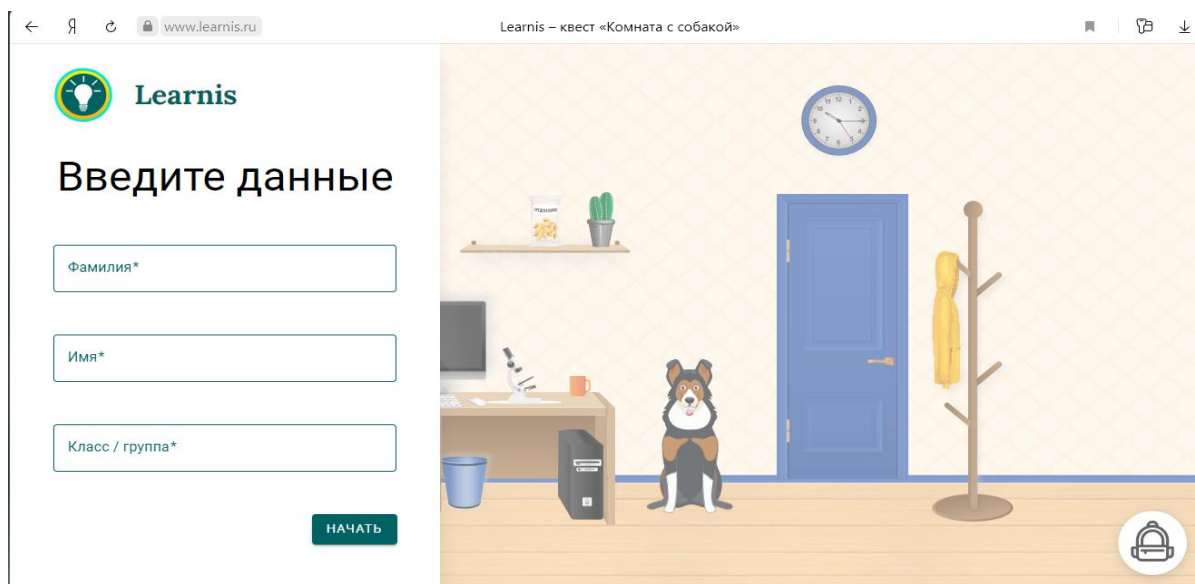 Я www.learnis.ru Learnis – квест «Комната с собакой»
Learnis
Введите данные
Фамилия*
Имя*
Класс / группа*
НАЧАТЬ